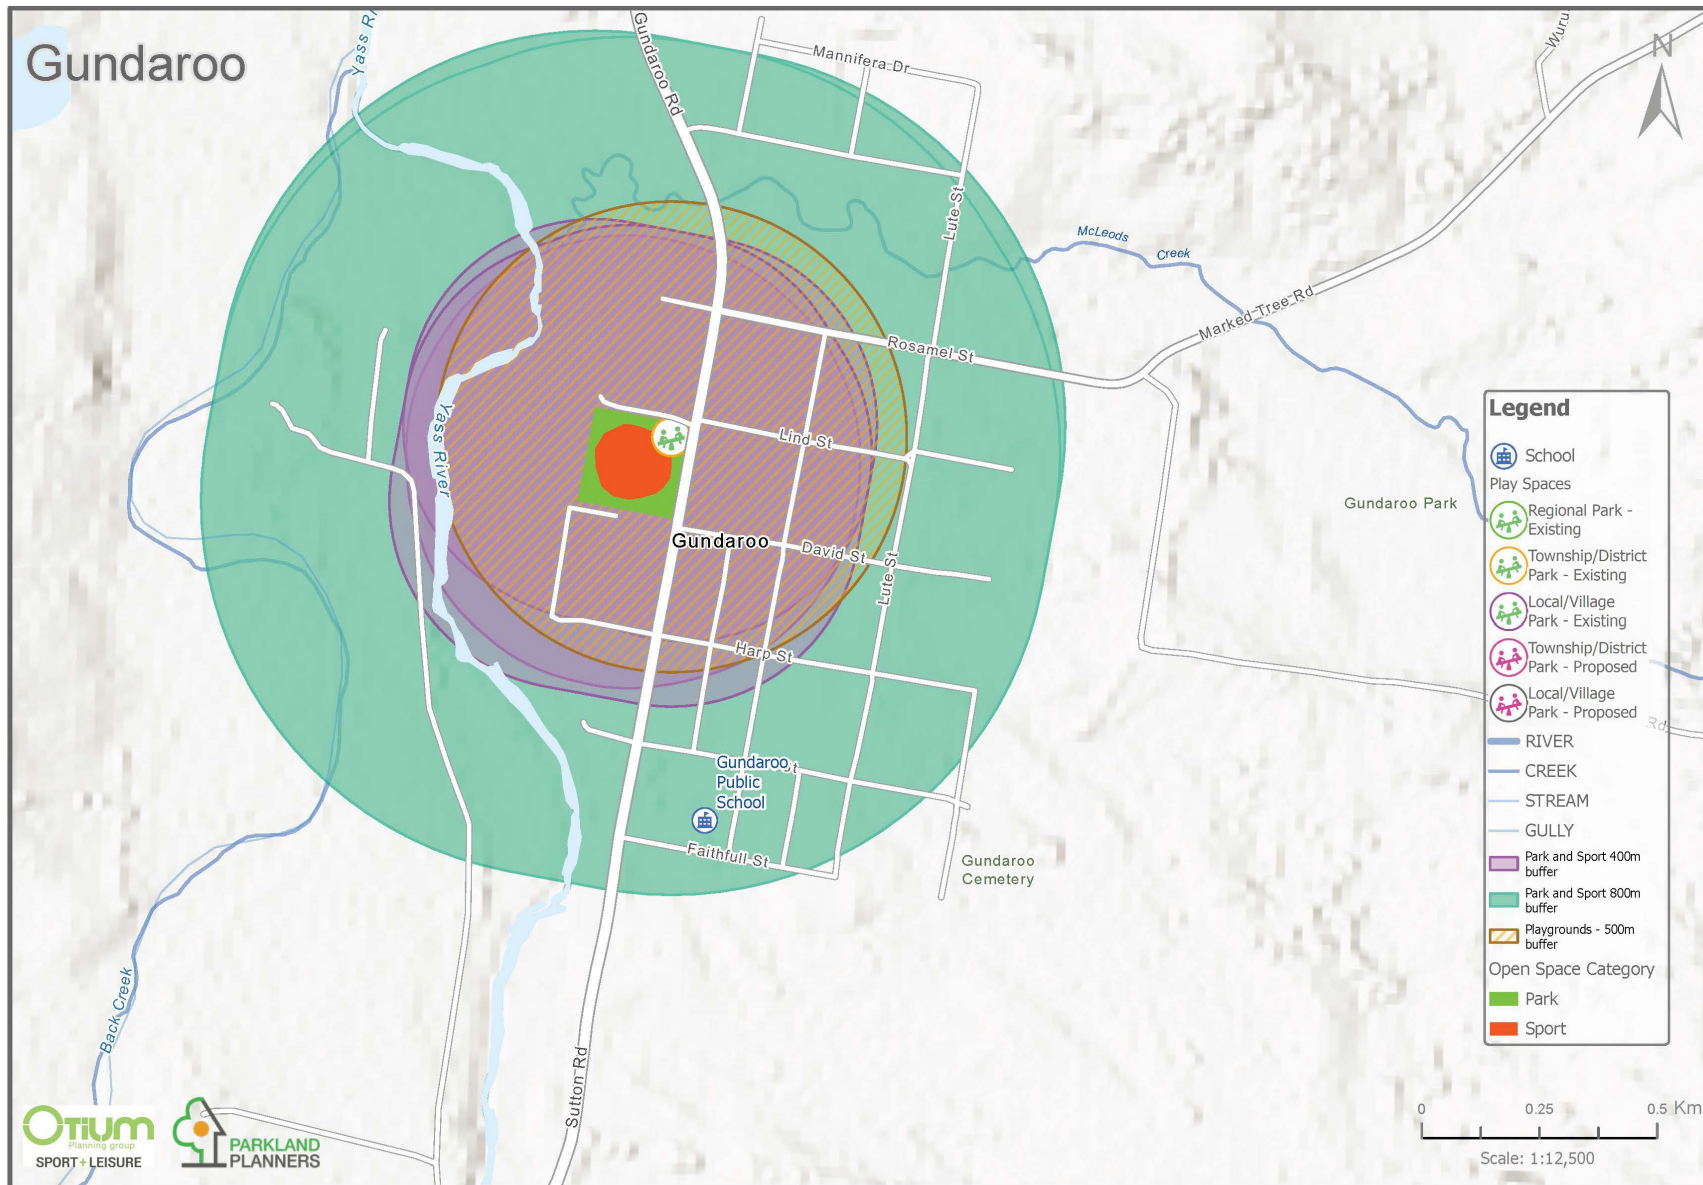 Gundaroo
Yass Ri
Gundaroo Rd
Mannifera Dr
Wuru
N
Lute St
McLeods
Creek
Marked Tree Rd
Rosamel St
Lind St
Yass River
Gundaroo Park
Gundaroo
David St
Lute St
Harp St
Gundaroo
Public
School
St
Faithfull St
Gundaroo
Cemetery
Back Creek
Sutton Rd
Rd
Legend
School
Play Spaces
Regional Park -
Existing
Township/District
Park - Existing
Local/Village
Park - Existing
Township/District
Park - Proposed
Local/Village
Park - Proposed
RIVER
CREEK
STREAM
GULLY
Park and Sport 400m
buffer
Park and Sport 800m
buffer
Playgrounds - 500m
buffer
Open Space Category
Park
Sport
0 0.25 0.5 Km
Scale: 1:12,500
OTIUM
Planning group
SPORT+LEISURE
PARKLAND
PLANNERS